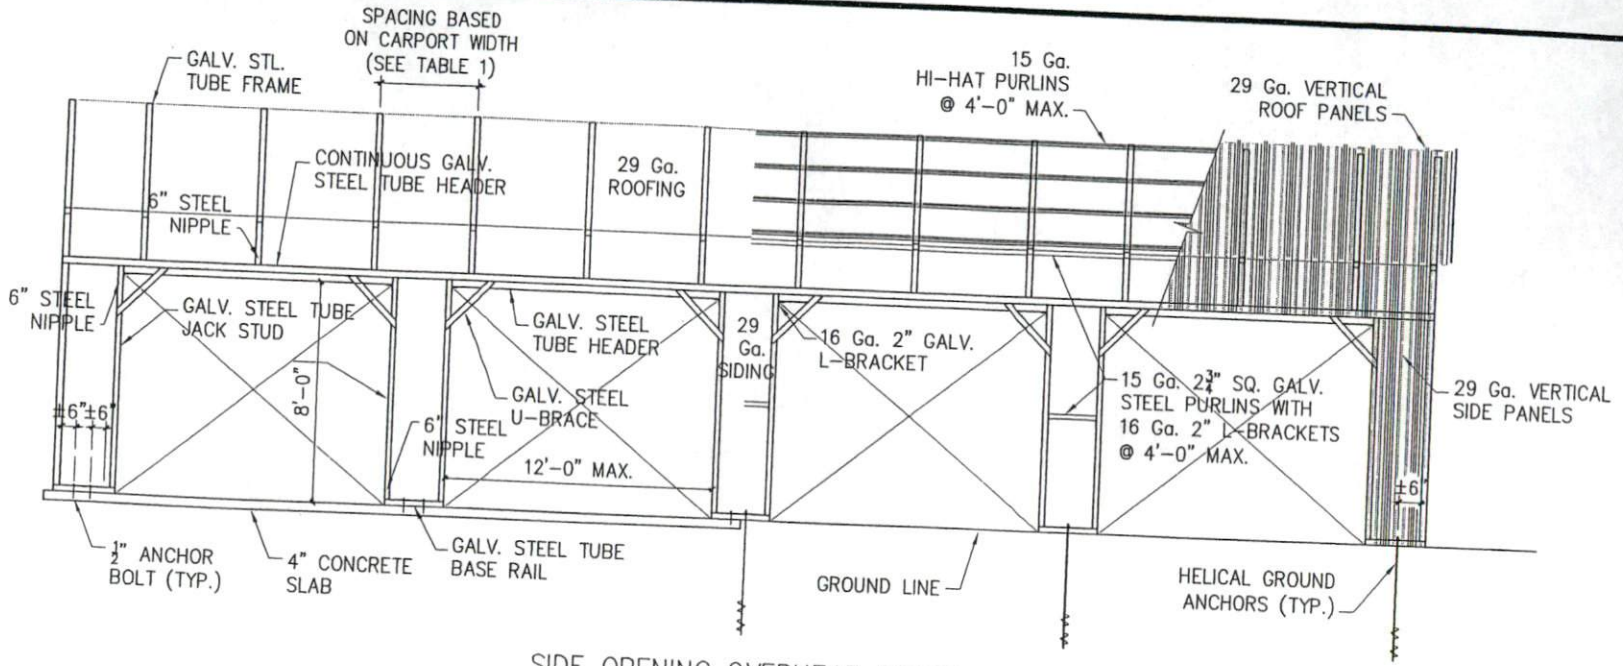 SPACING BASED
ON CARPORT WIDTH
(SEE TABLE 1)
GALV. STL.
TUBE FRAME
15 Ga.
HI-HAT PURLINS
@ 4'-0" MAX.
29 Ga. VERTICAL
ROOF PANELS
CONTINUOUS GALV.
STEEL TUBE HEADER
29 Ga.
ROOFING
6" STEEL
NIPPLE
6" STEEL
NIPPLE
GALV. STEEL TUBE
JACK STUD
8'-0"
GALV. STEEL
TUBE HEADER
29
Ga.
SIDING
16 Ga. 2" GALV.
L-BRACKET
GALV. STEEL
U-BRACE
15 Ga. 2¾" SQ. GALV.
STEEL PURLINS WITH
16 Ga. 2" L-BRACKETS
@ 4'-0" MAX.
29 Ga. VERTICAL
SIDE PANELS
±6" ±6"
6" STEEL
NIPPLE
12'-0" MAX.
±6"
½" ANCHOR
BOLT (TYP.)
4" CONCRETE
SLAB
GALV. STEEL TUBE
BASE RAIL
GROUND LINE
HELICAL GROUND
ANCHORS (TYP.)
SIDE OPENING